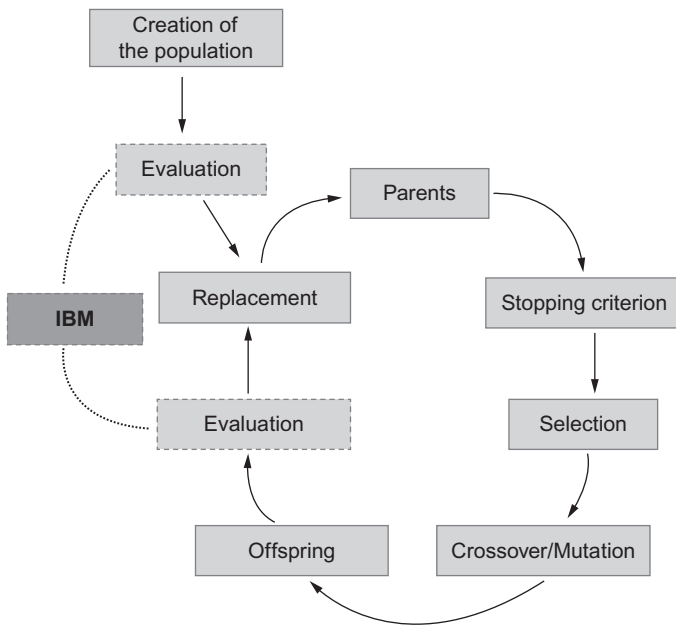 Creation of
the population
Evaluation
Parents
Replacement
Stopping criterion
IBM
Evaluation
Selection
Offspring
Crossover/Mutation